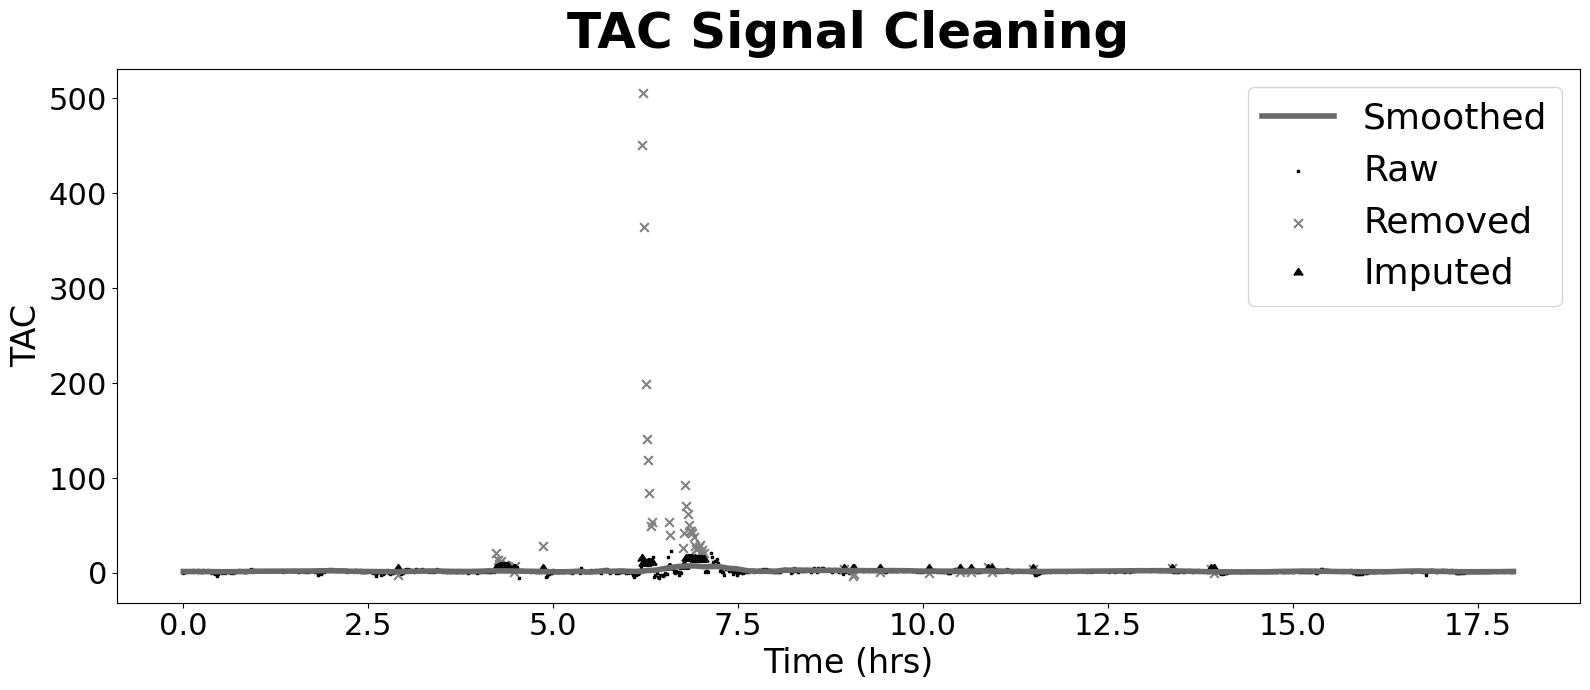 TAC Signal Cleaning
500
400
300
200
100
0
TAC
Smoothed
Raw
Removed
Imputed
0.0 2.5 5.0 7.5 10.0 12.5 15.0 17.5
Time (hrs)